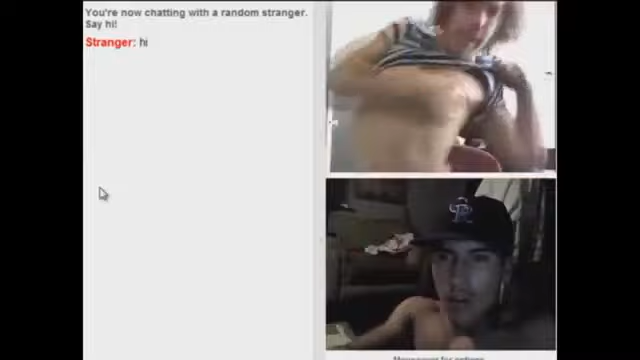 You're now chatting with a random stranger.
Say hi!
Stranger: hi